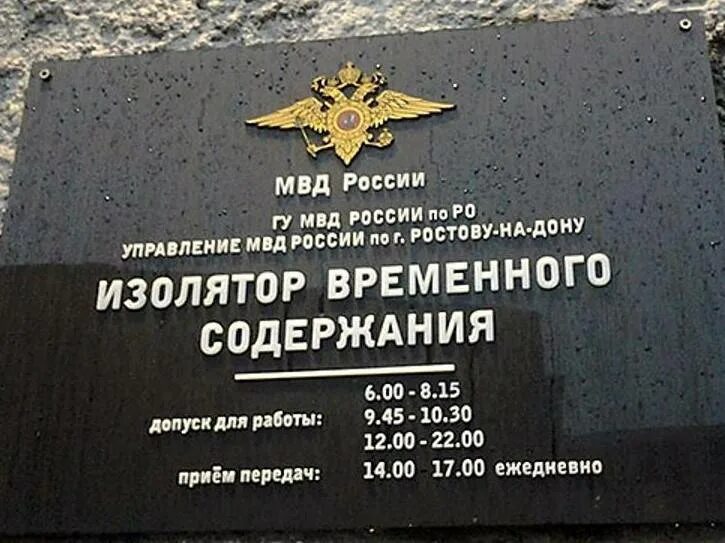 МВД РОССИИ
ГУ МВД РОССИИ по РО
УПРАВЛЕНИЕ МВД РОССИИ по г. РОСТОВУ-НА-ДОНУ
ИЗОЛЯТОР ВРЕМЕННОГО
СОДЕРЖАНИЯ
6.00 - 8.15
допуск для работы: 9.45 - 10.30
12.00 - 22.00
приём передач: 14.00 - 17.00 ежедневно